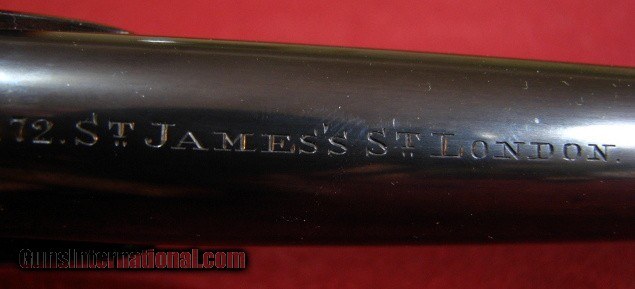 72. ST JAMES'S ST LONDON.
GunsInternational.com